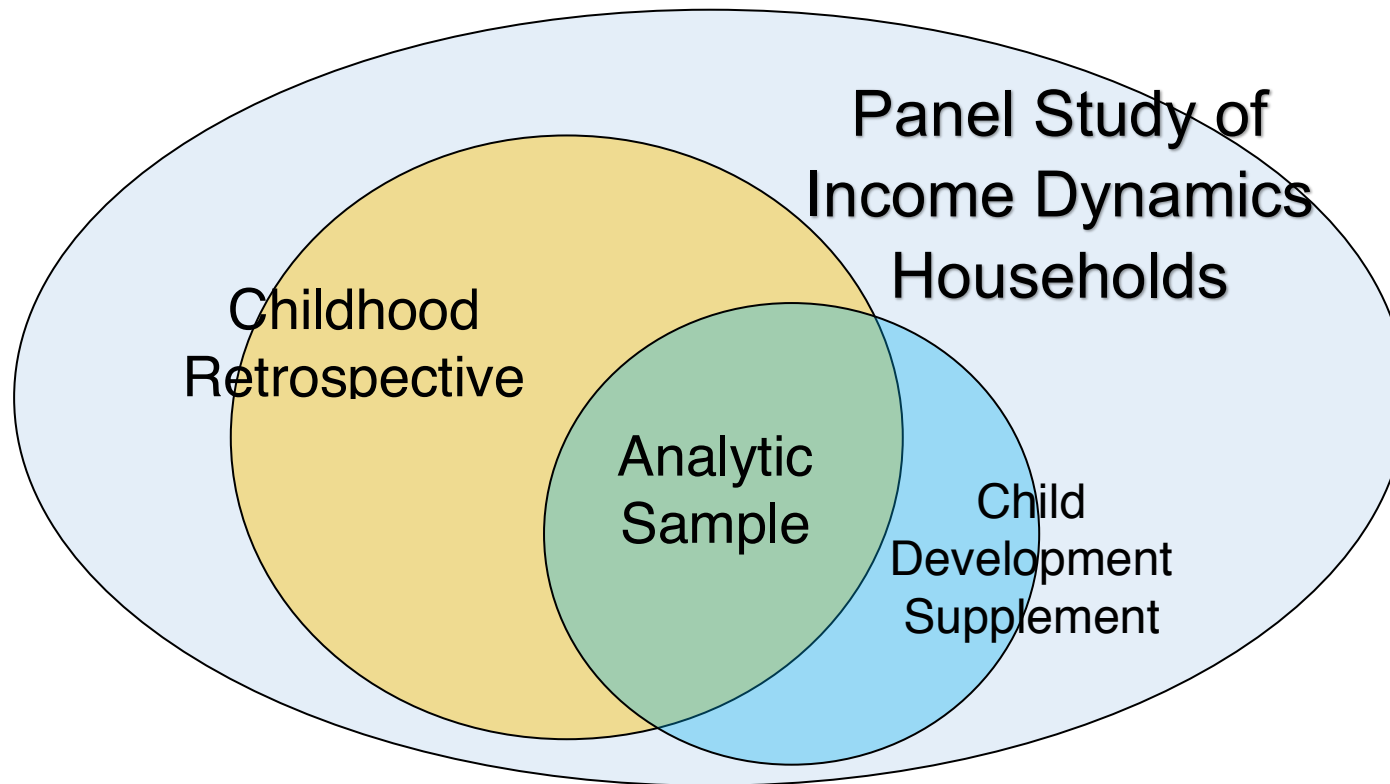 Panel Study of
Income Dynamics
Households
Childhood
Retrospective
Analytic
Sample
Child
Development
Supplement